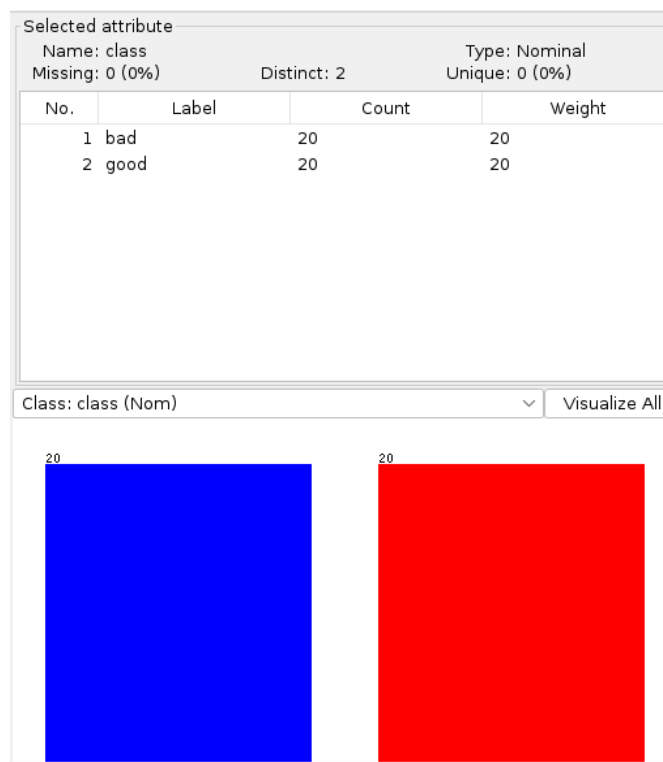 Selected attribute
Name: class Type: Nominal
Missing: 0 (0%) Distinct: 2 Unique: 0 (0%)
No. Label Count Weight
1 bad 20 20
2 good 20 20
Class: class (Nom) Visualize All
20 20